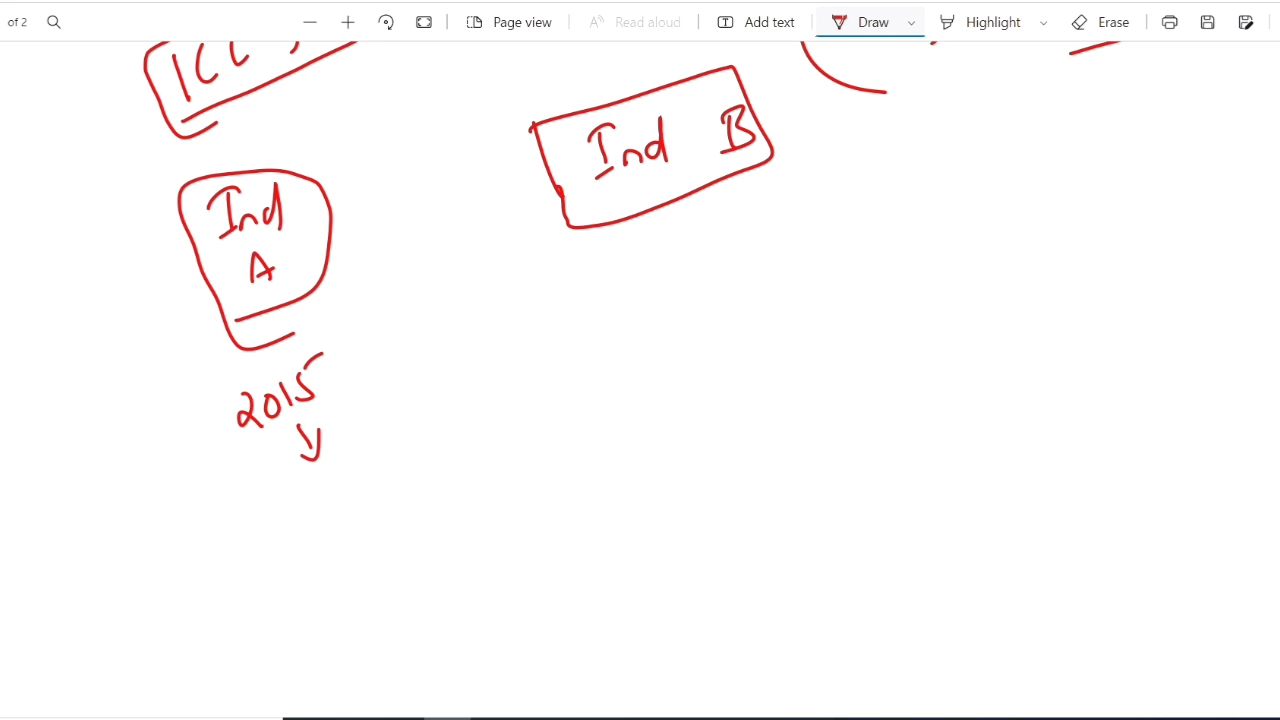 of 2 Page view Read aloud Add text Draw Highlight Erase
ICC
Ind B
Ind
A
2015